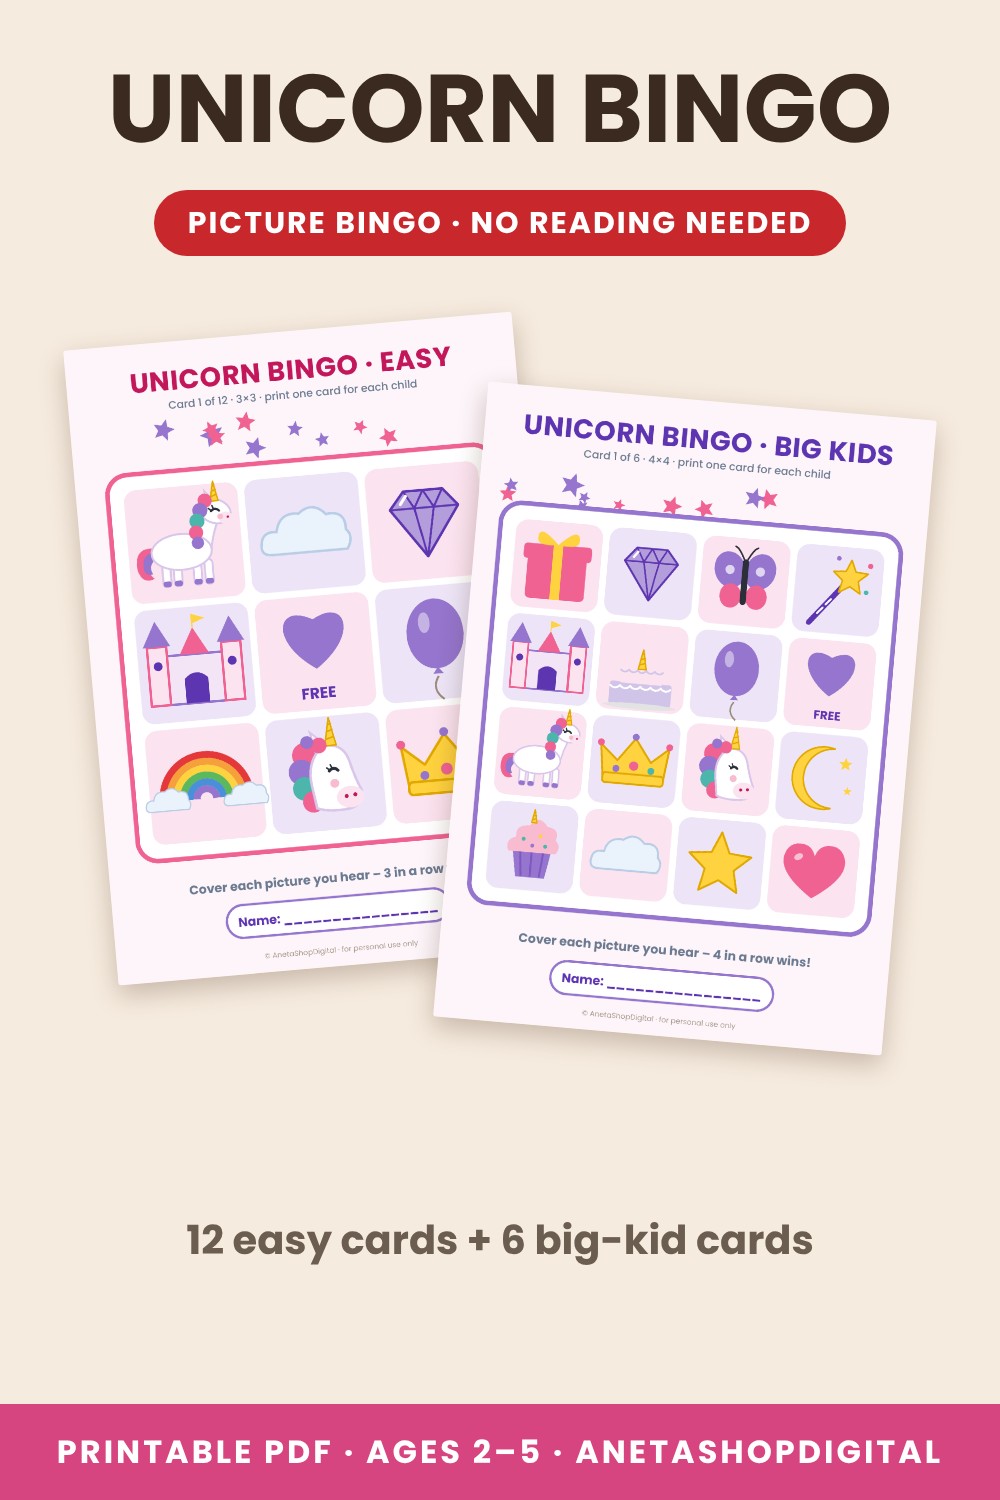 UNICORN BINGO
PICTURE BINGO · NO READING NEEDED
UNICORN BINGO · EASY
Card 1 of 12 · 3×3 · print one card for each child
FREE
Cover each picture you hear – 3 in a row
Name: _______________
© AnetaShopDigital · for personal use only
UNICORN BINGO · BIG KIDS
Card 1 of 6 · 4×4 · print one card for each child
FREE
Cover each picture you hear – 4 in a row wins!
Name: _______________
© AnetaShopDigital · for personal use only
12 easy cards + 6 big-kid cards
PRINTABLE PDF · AGES 2–5 · ANETASHOPDIGITAL